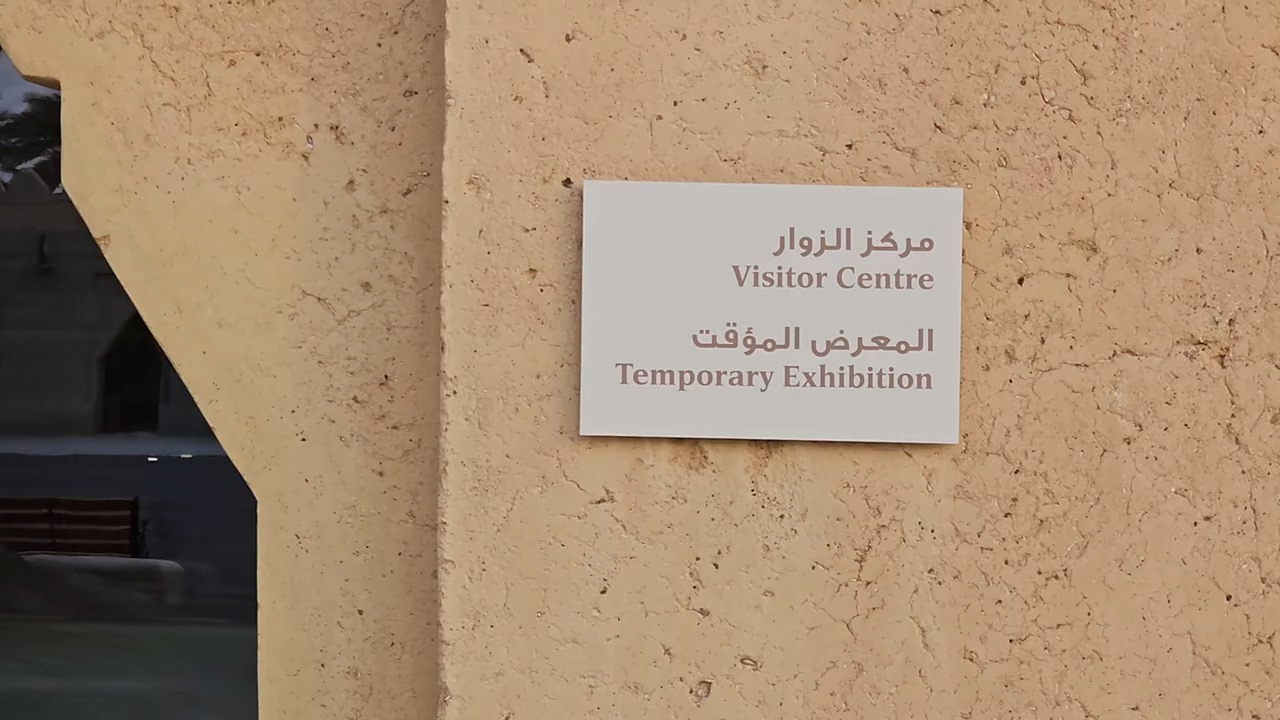 مركز الزوار
Visitor Centre
المعرض المؤقت
Temporary Exhibition